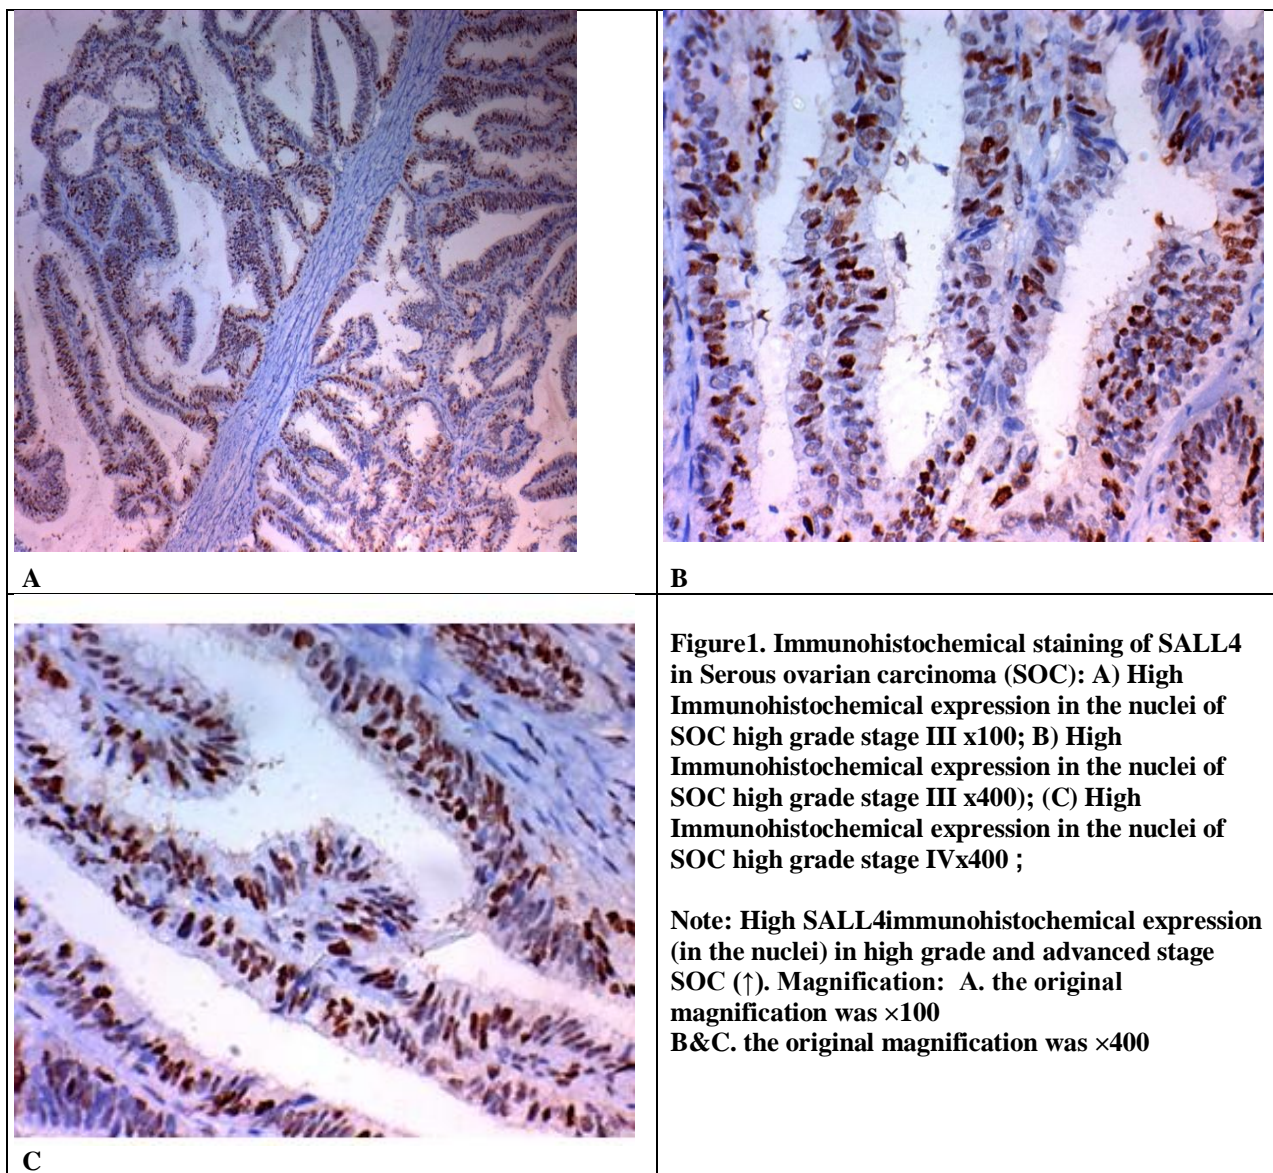 A
B
C
Figure1. Immunohistochemical staining of SALL4
in Serous ovarian carcinoma (SOC): A) High
Immunohistochemical expression in the nuclei of
SOC high grade stage III x100; B) High
Immunohistochemical expression in the nuclei of
SOC high grade stage III x400); (C) High
Immunohistochemical expression in the nuclei of
SOC high grade stage IVx400 ;
Note: High SALL4immunohistochemical expression
(in the nuclei) in high grade and advanced stage
SOC (↑). Magnification: A. the original
magnification was ×100
B&C. the original magnification was ×400